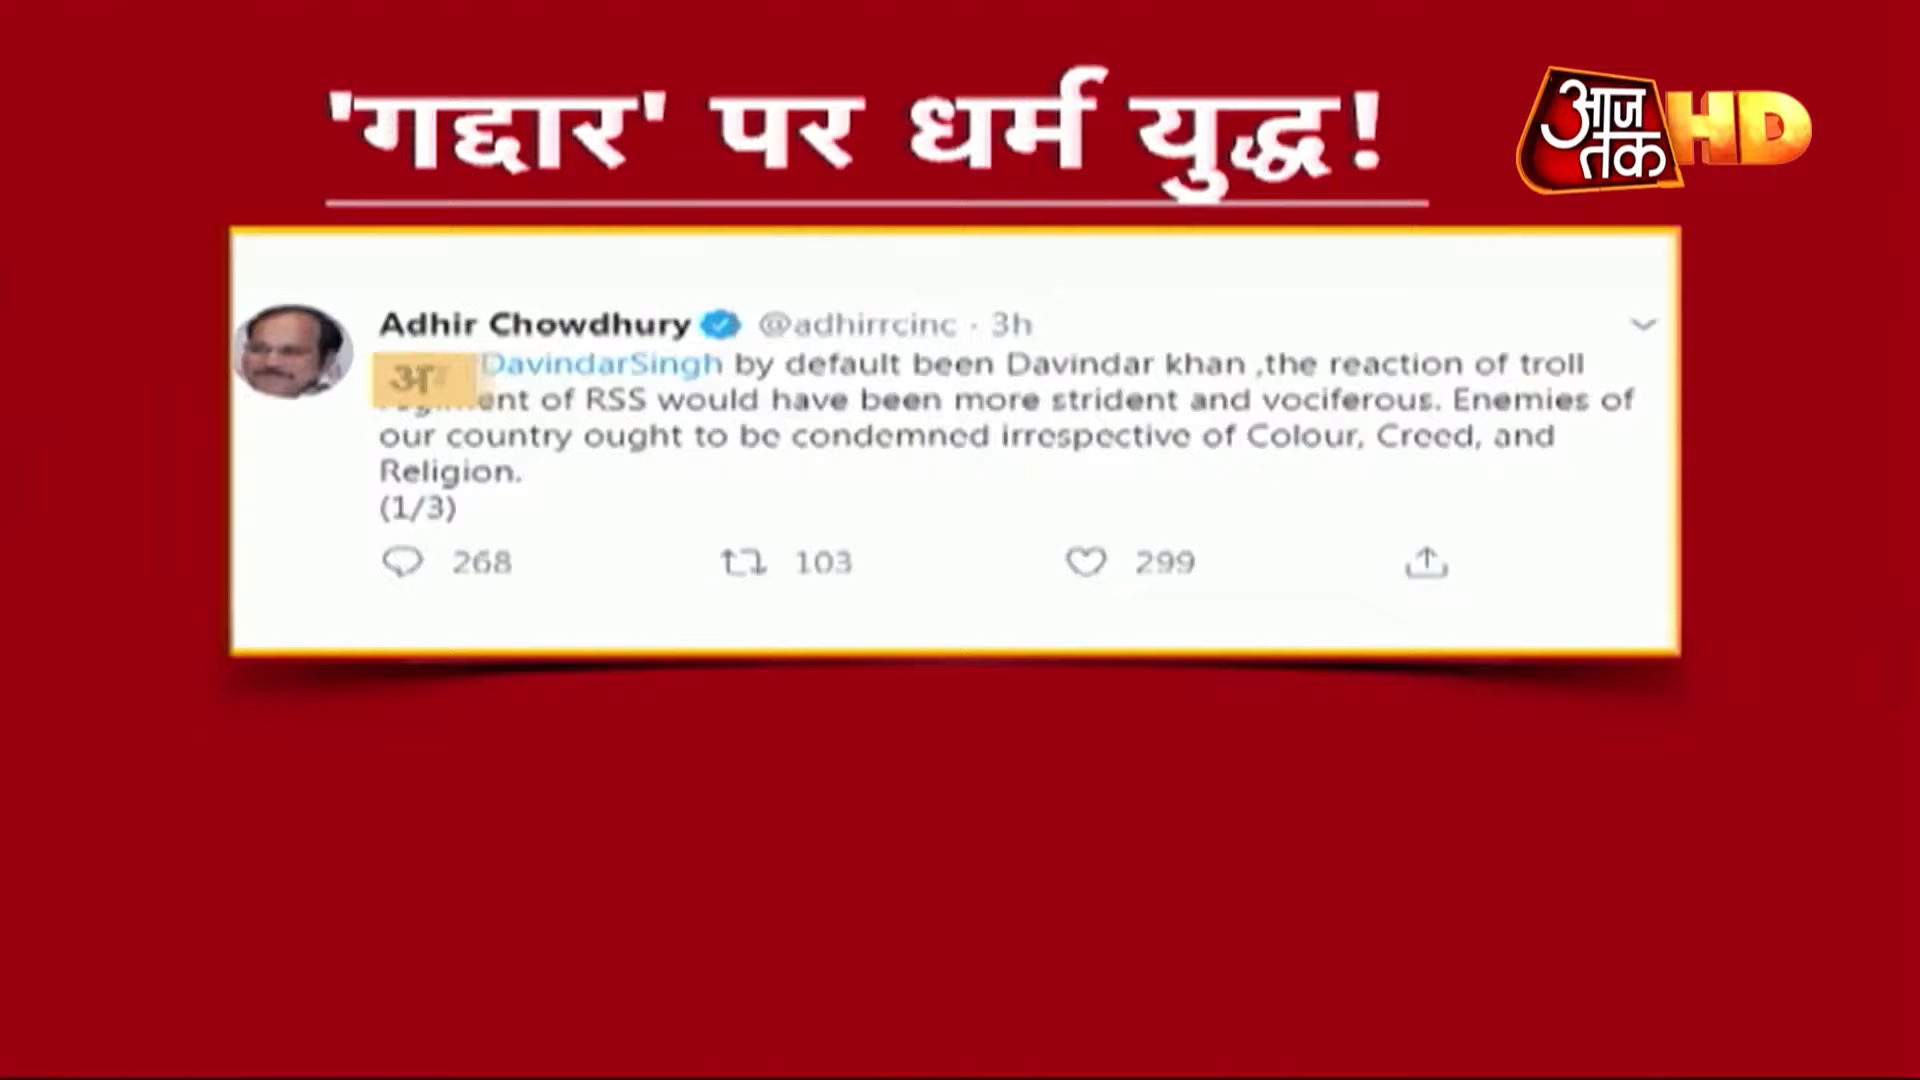 'गद्दार' पर धर्म युद्ध!
आज तक HD
Adhir Chowdhury @adhirrcinc · 3h
DavindarSingh by default been Davindar khan ,the reaction of troll
ent of RSS would have been more strident and vociferous. Enemies of
our country ought to be condemned irrespective of Colour, Creed, and
Religion.
(1/3)
268 103 299